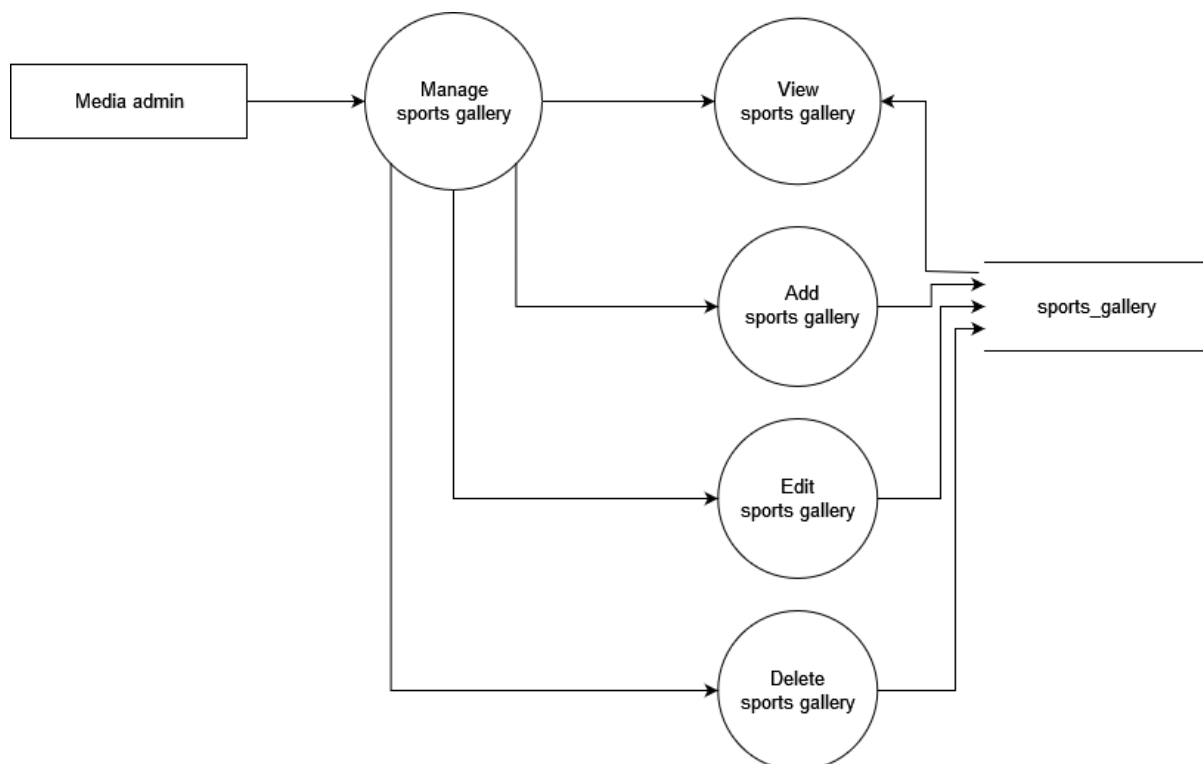 Media admin
Manage
sports gallery
View
sports gallery
Add
sports gallery
sports_gallery
Edit
sports gallery
Delete
sports gallery